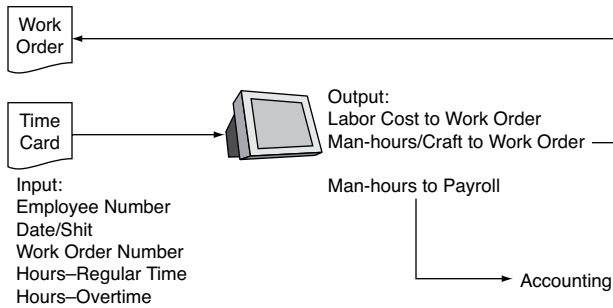 Work
Order
Time
Card
Input:
Employee Number
Date/Shit
Work Order Number
Hours–Regular Time
Hours–Overtime
Output:
Labor Cost to Work Order
Man-hours/Craft to Work Order
Man-hours to Payroll
Accounting